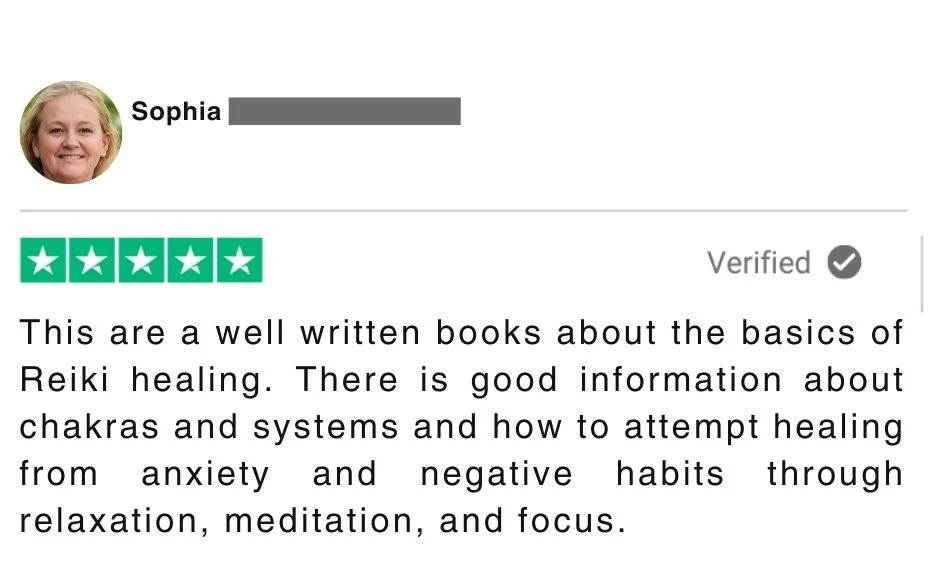 Sophia
Verified
This are a well written books about the basics of
Reiki healing. There is good information about
chakras and systems and how to attempt healing
from anxiety and negative habits through
relaxation, meditation, and focus.